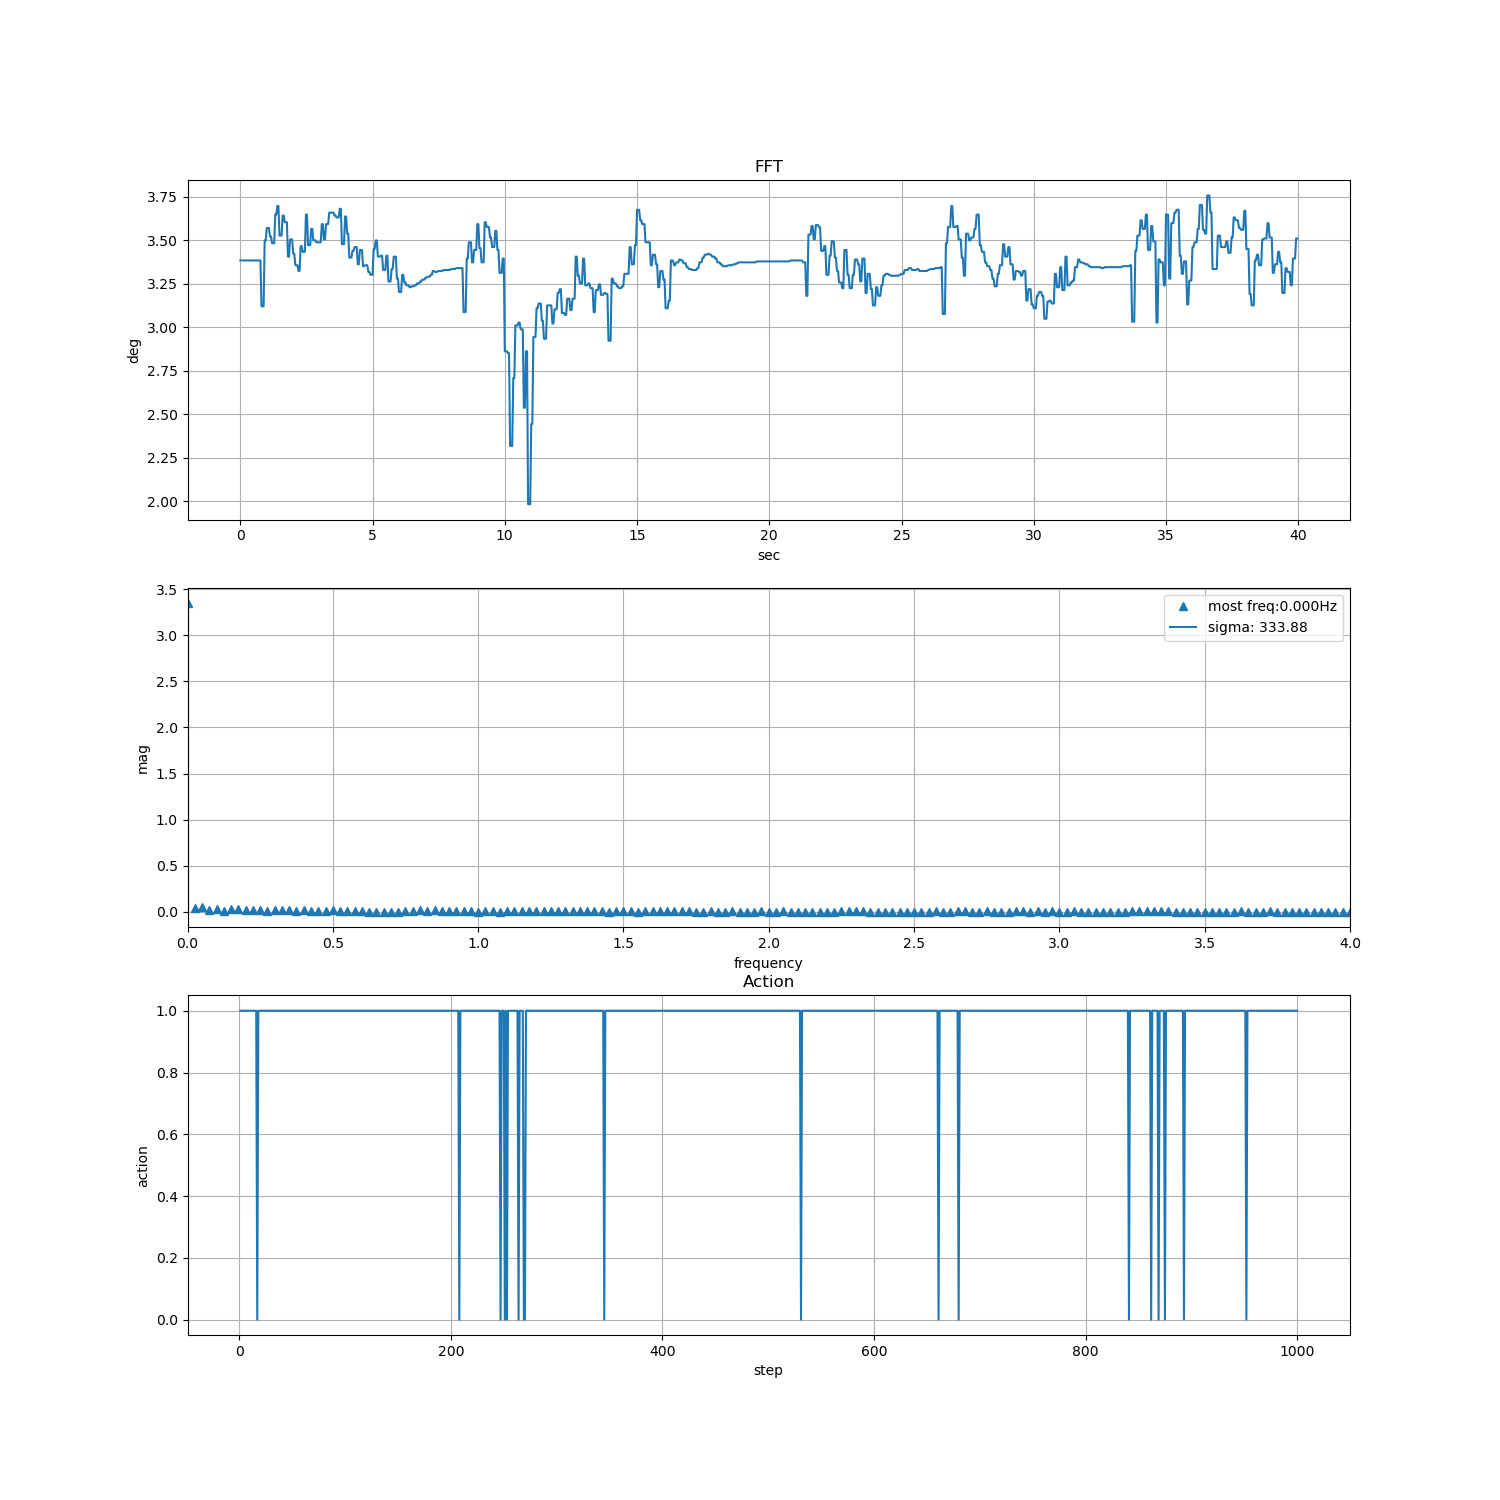 FFT
3.75
3.50
3.25
3.00
2.75
2.50
2.25
2.00
deg
0 5 10 15 20 25 30 35 40
sec
3.5
3.0
2.5
2.0
1.5
1.0
0.5
0.0
mag
most freq:0.000Hz
sigma: 333.88
0.0 0.5 1.0 1.5 2.0 2.5 3.0 3.5 4.0
frequency
Action
1.0
0.8
0.6
0.4
0.2
0.0
action
0 200 400 600 800 1000
step